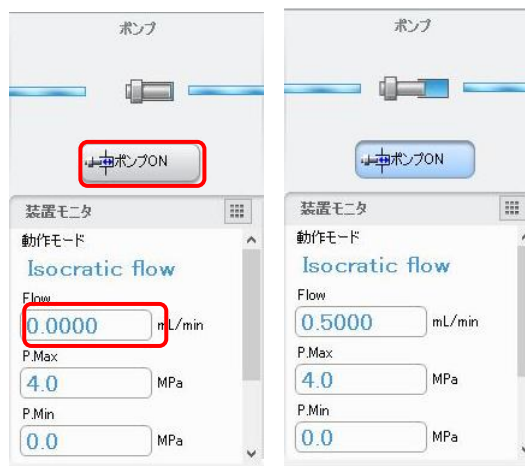 ポンプ
ポンプON
装置モニタ
動作モード
Isocratic flow
Flow
0.0000 mL/min
P.Max
4.0 MPa
P.Min
0.0 MPa
ポンプ
ポンプON
装置モニタ
動作モード
Isocratic flow
Flow
0.5000 mL/min
P.Max
4.0 MPa
P.Min
0.0 MPa